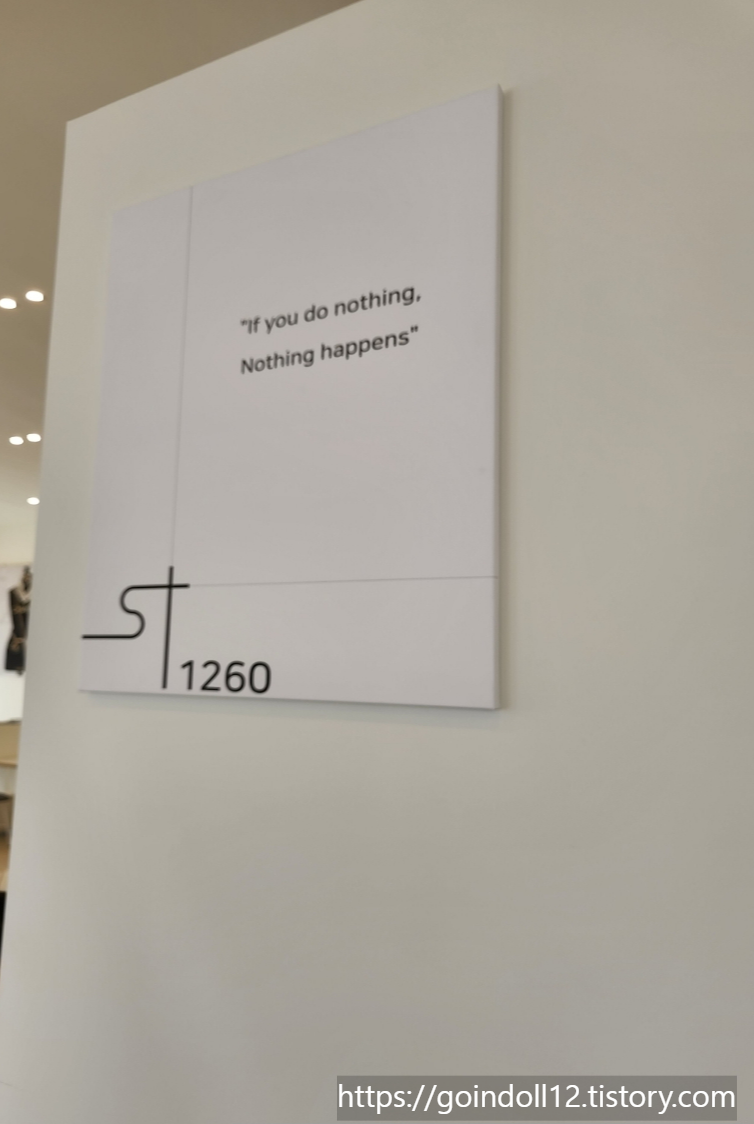 "If you do nothing,
Nothing happens"
ST
1260
https://goindoll12.tistory.com